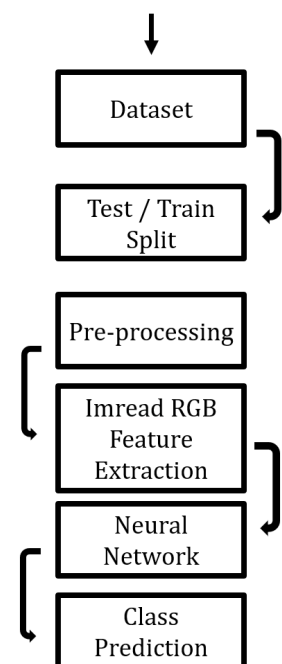 Dataset
Test / Train
Split
Pre-processing
Imread RGB
Feature
Extraction
Neural
Network
Class
Prediction